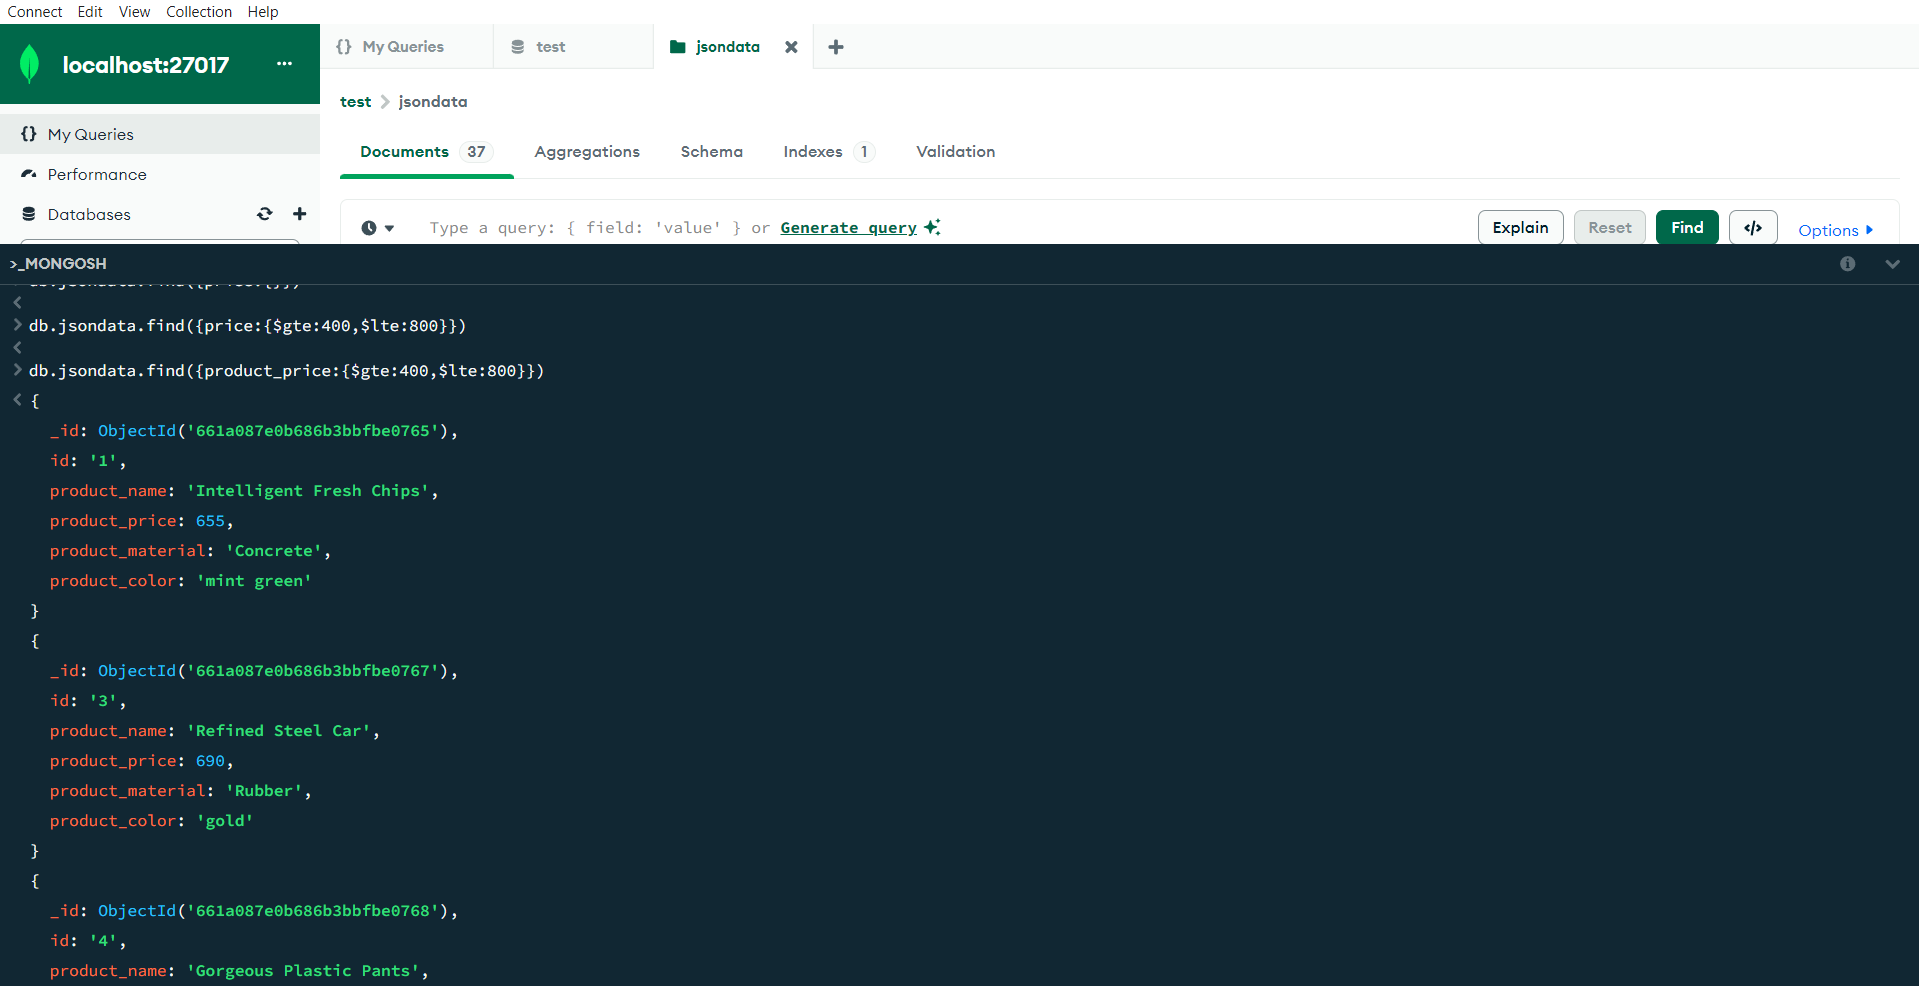 Connect Edit View Collection Help
localhost:27017 ...
{} My Queries
test
jsondata
test > jsondata
{} My Queries
Performance
Databases
Documents 37
Aggregations
Schema
Indexes 1
Validation
Type a query: { field: 'value' } or Generate query
Explain
Reset
Find
</>
Options
>_MONGOSH
> db.jsondata.find({price:{$gte:400,$lte:800}})
<
> db.jsondata.find({product_price:{$gte:400,$lte:800}})
< {
_id: ObjectId('661a087e0b686b3bbfbe0765'),
id: '1',
product_name: 'Intelligent Fresh Chips',
product_price: 655,
product_material: 'Concrete',
product_color: 'mint green'
}
{
_id: ObjectId('661a087e0b686b3bbfbe0767'),
id: '3',
product_name: 'Refined Steel Car',
product_price: 690,
product_material: 'Rubber',
product_color: 'gold'
}
{
_id: ObjectId('661a087e0b686b3bbfbe0768'),
id: '4',
product_name: 'Gorgeous Plastic Pants',